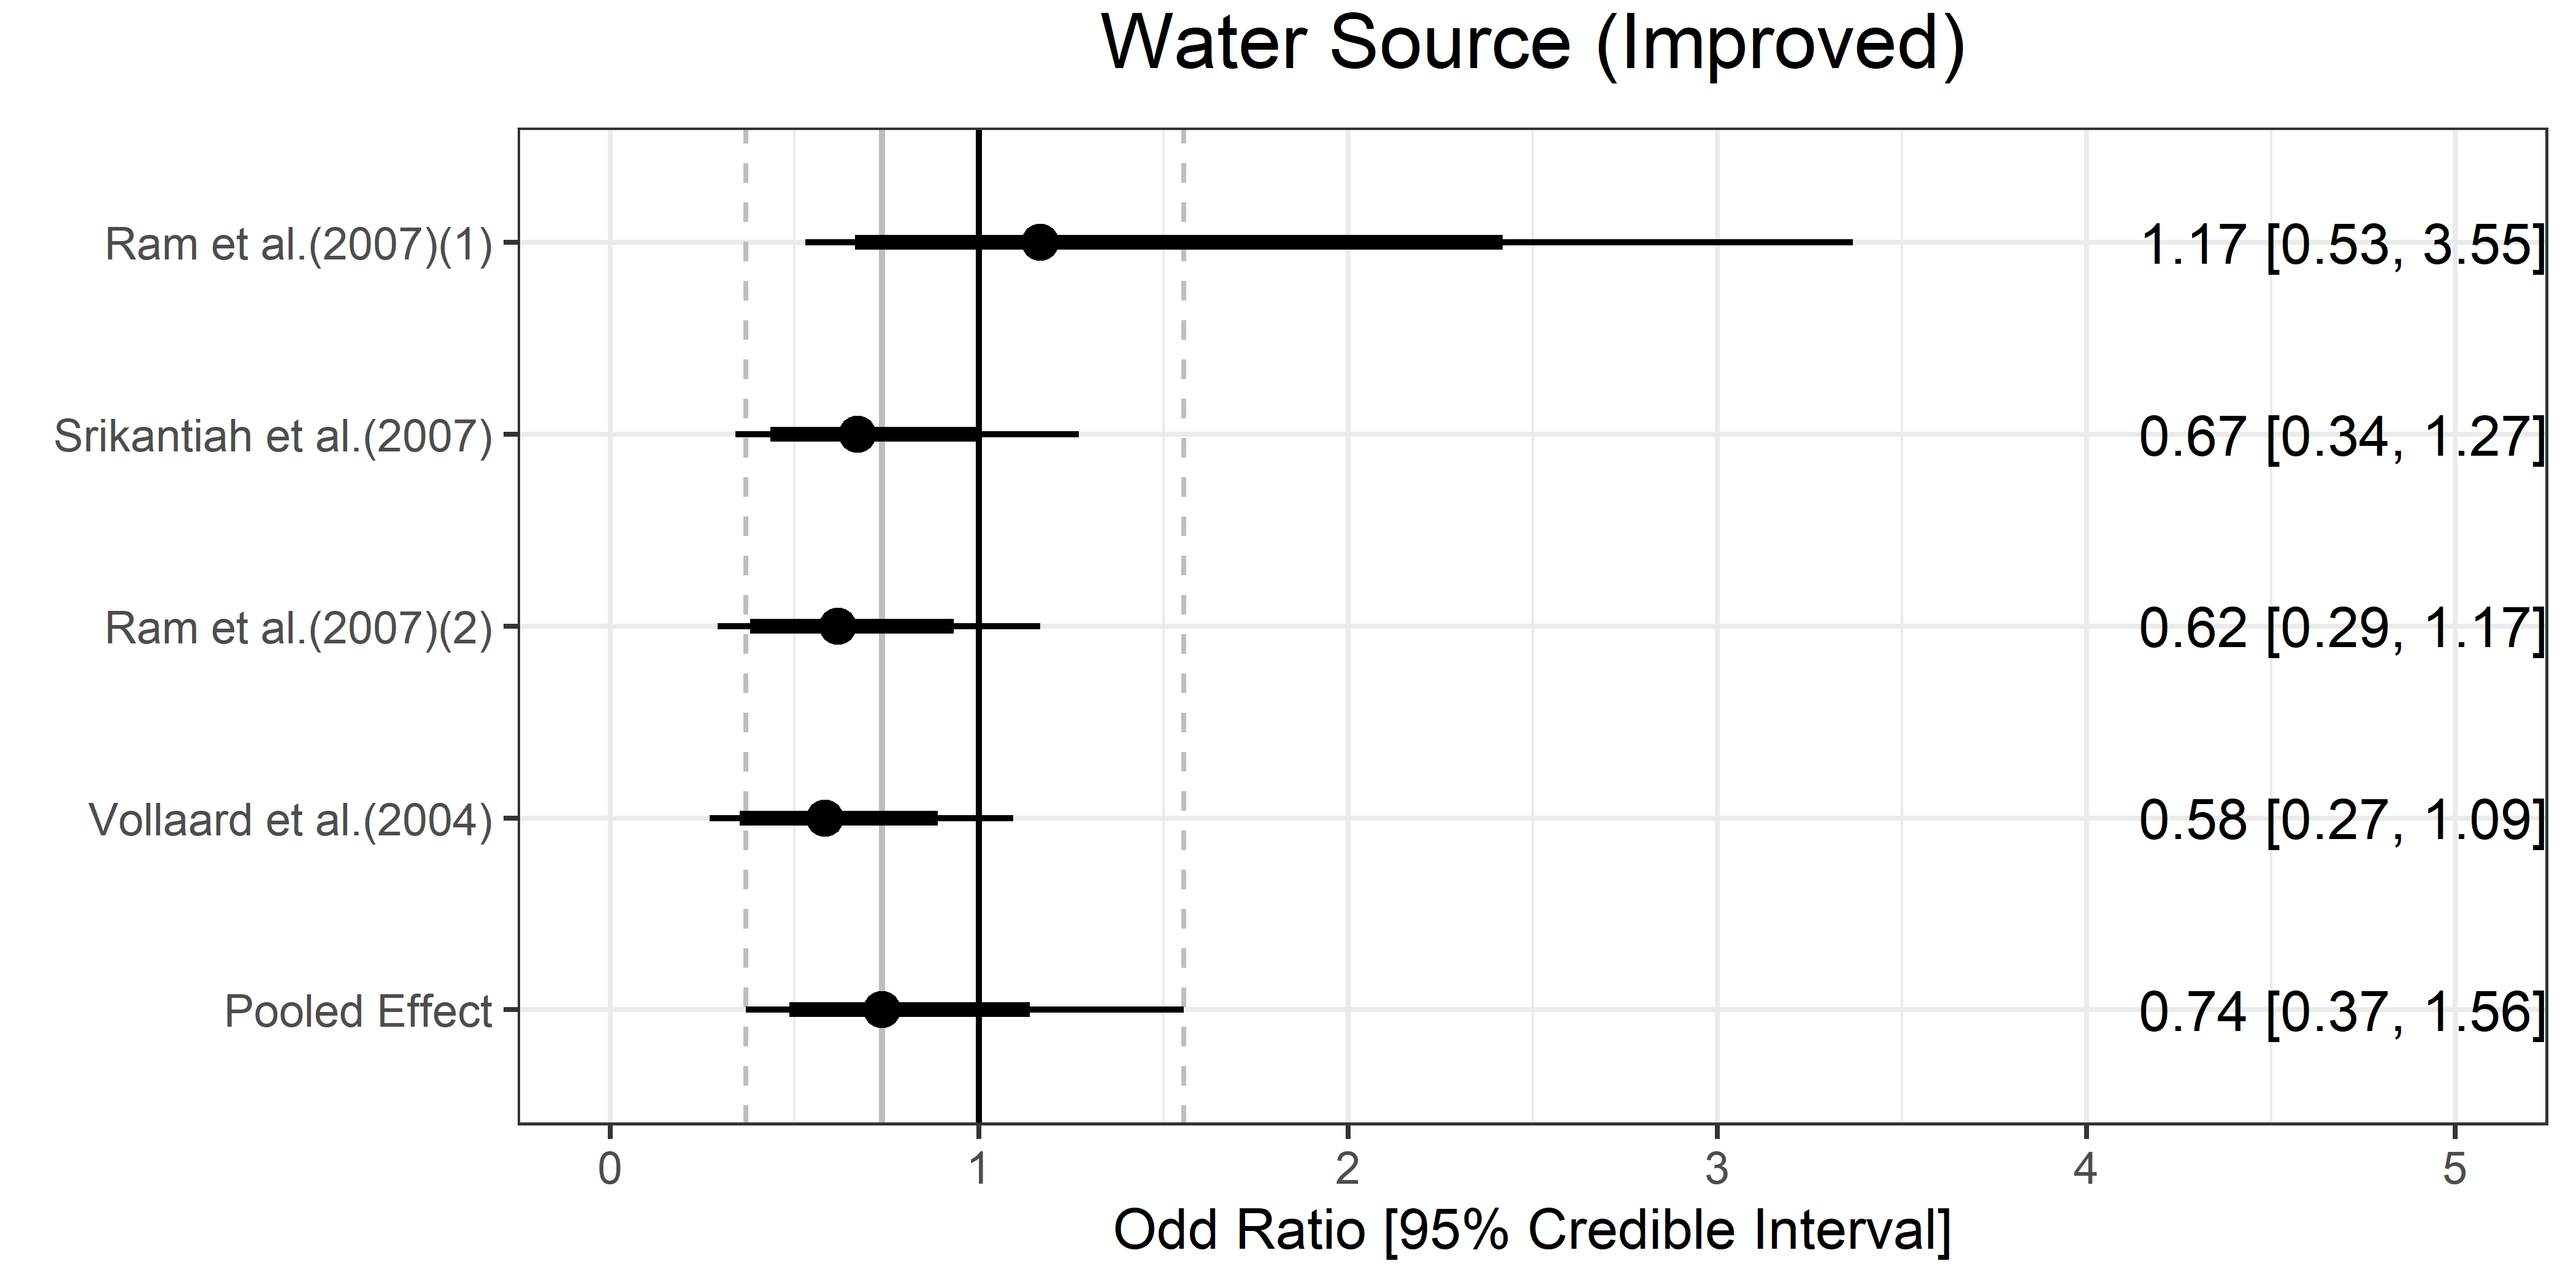 Water Source (Improved)
Ram et al.(2007)(1) 1.17 [0.53, 3.55]
Srikantiah et al.(2007) 0.67 [0.34, 1.27]
Ram et al.(2007)(2) 0.62 [0.29, 1.17]
Vollaard et al.(2004) 0.58 [0.27, 1.09]
Pooled Effect 0.74 [0.37, 1.56]
0 1 2 3 4 5
Odd Ratio [95% Credible Interval]